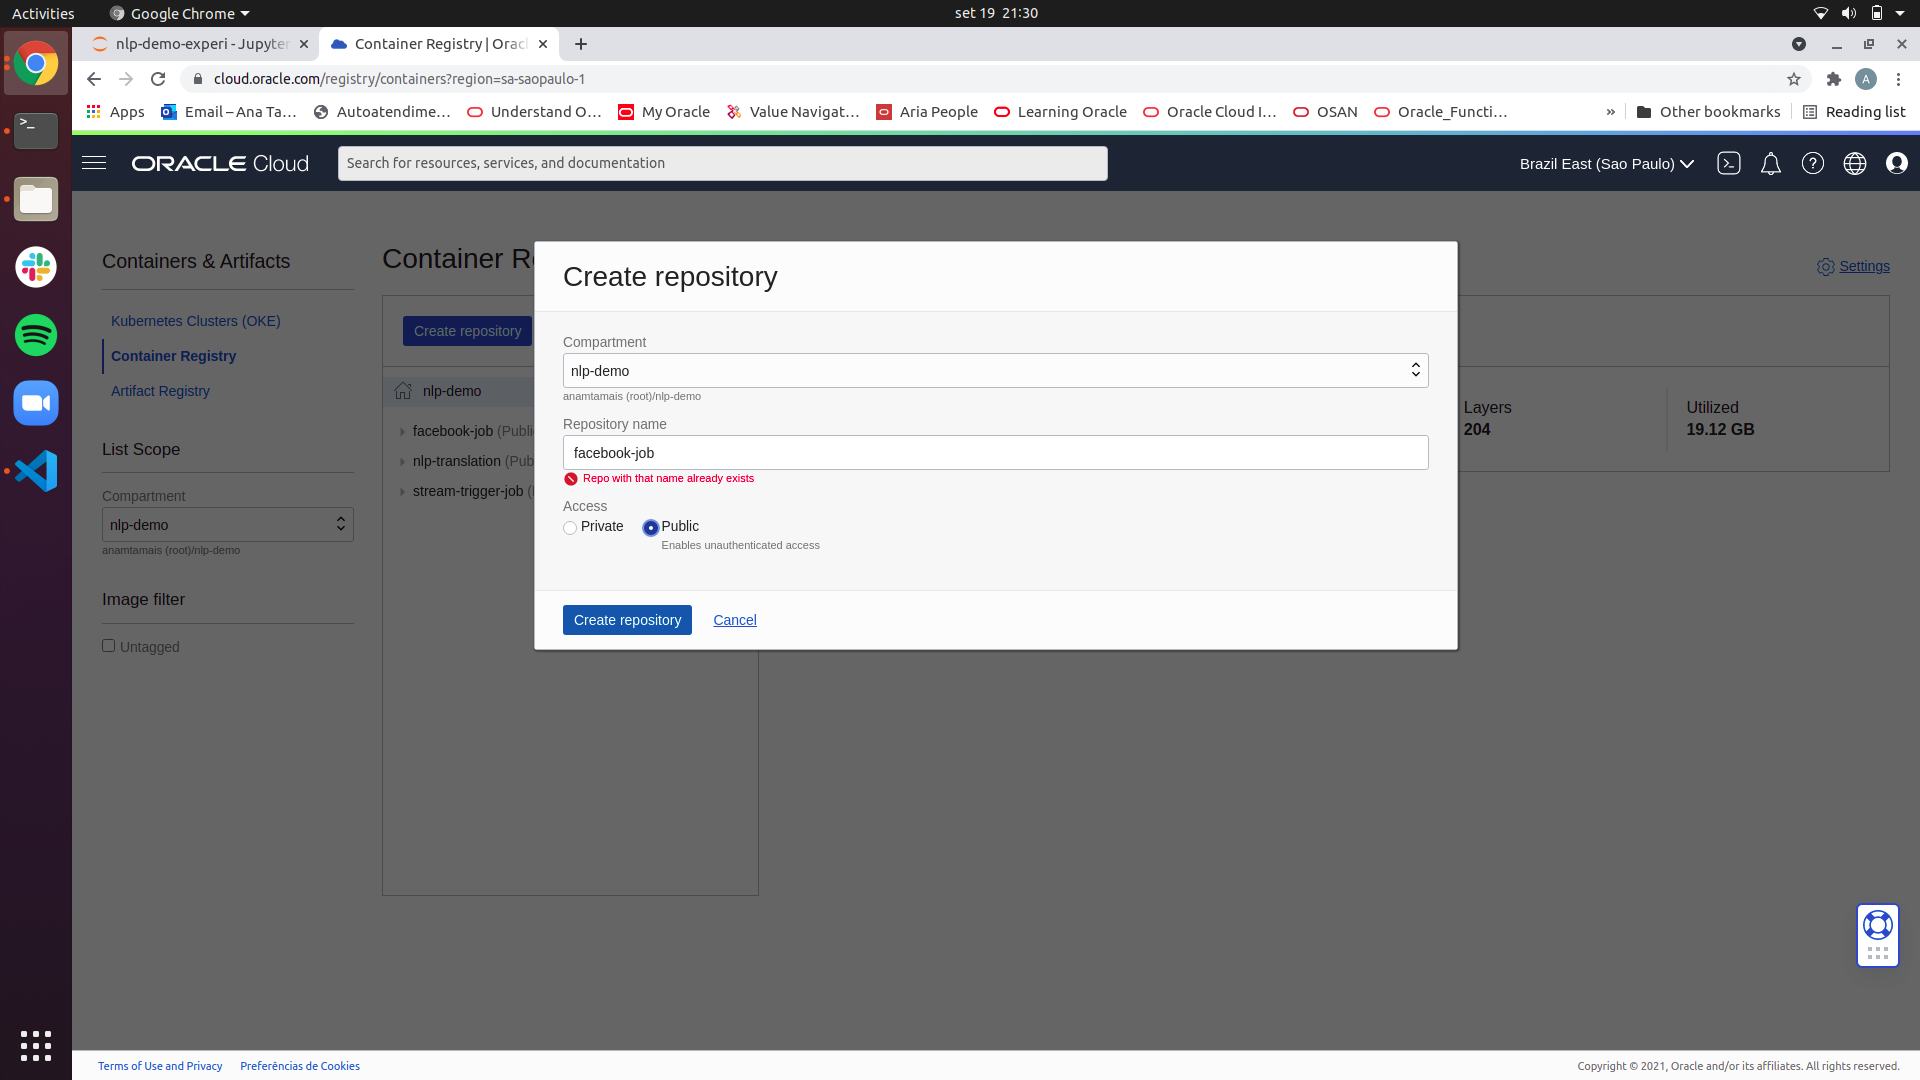 Activities
Google Chrome
set 19 21:30
nlp-demo-experi - Jupyter
Container Registry | Orac
cloud.oracle.com/registry/containers?region=sa-saopaulo-1
A
Apps
Email – Ana Ta…
Autoatendime…
Understand O…
My Oracle
Value Navigat…
Aria People
Learning Oracle
Oracle Cloud I…
OSAN
Oracle_Functi…
»
Other bookmarks
Reading list
ORACLE Cloud
Search for resources, services, and documentation
Brazil East (Sao Paulo)
Containers & Artifacts
Kubernetes Clusters (OKE)
Container Registry
Artifact Registry
List Scope
Compartment
nlp-demo
anamtamais (root)/nlp-demo
Image filter
Untagged
Container R
Settings
Create repository
nlp-demo
facebook-job (Publi
nlp-translation (Pub
stream-trigger-job (
Layers
204
Utilized
19.12 GB
Create repository
Compartment
nlp-demo
anamtamais (root)/nlp-demo
Repository name
facebook-job
Repo with that name already exists
Access
Private
Public
Enables unauthenticated access
Create repository
Cancel
Terms of Use and Privacy
Preferências de Cookies
Copyright © 2021, Oracle and/or its affiliates. All rights reserved.